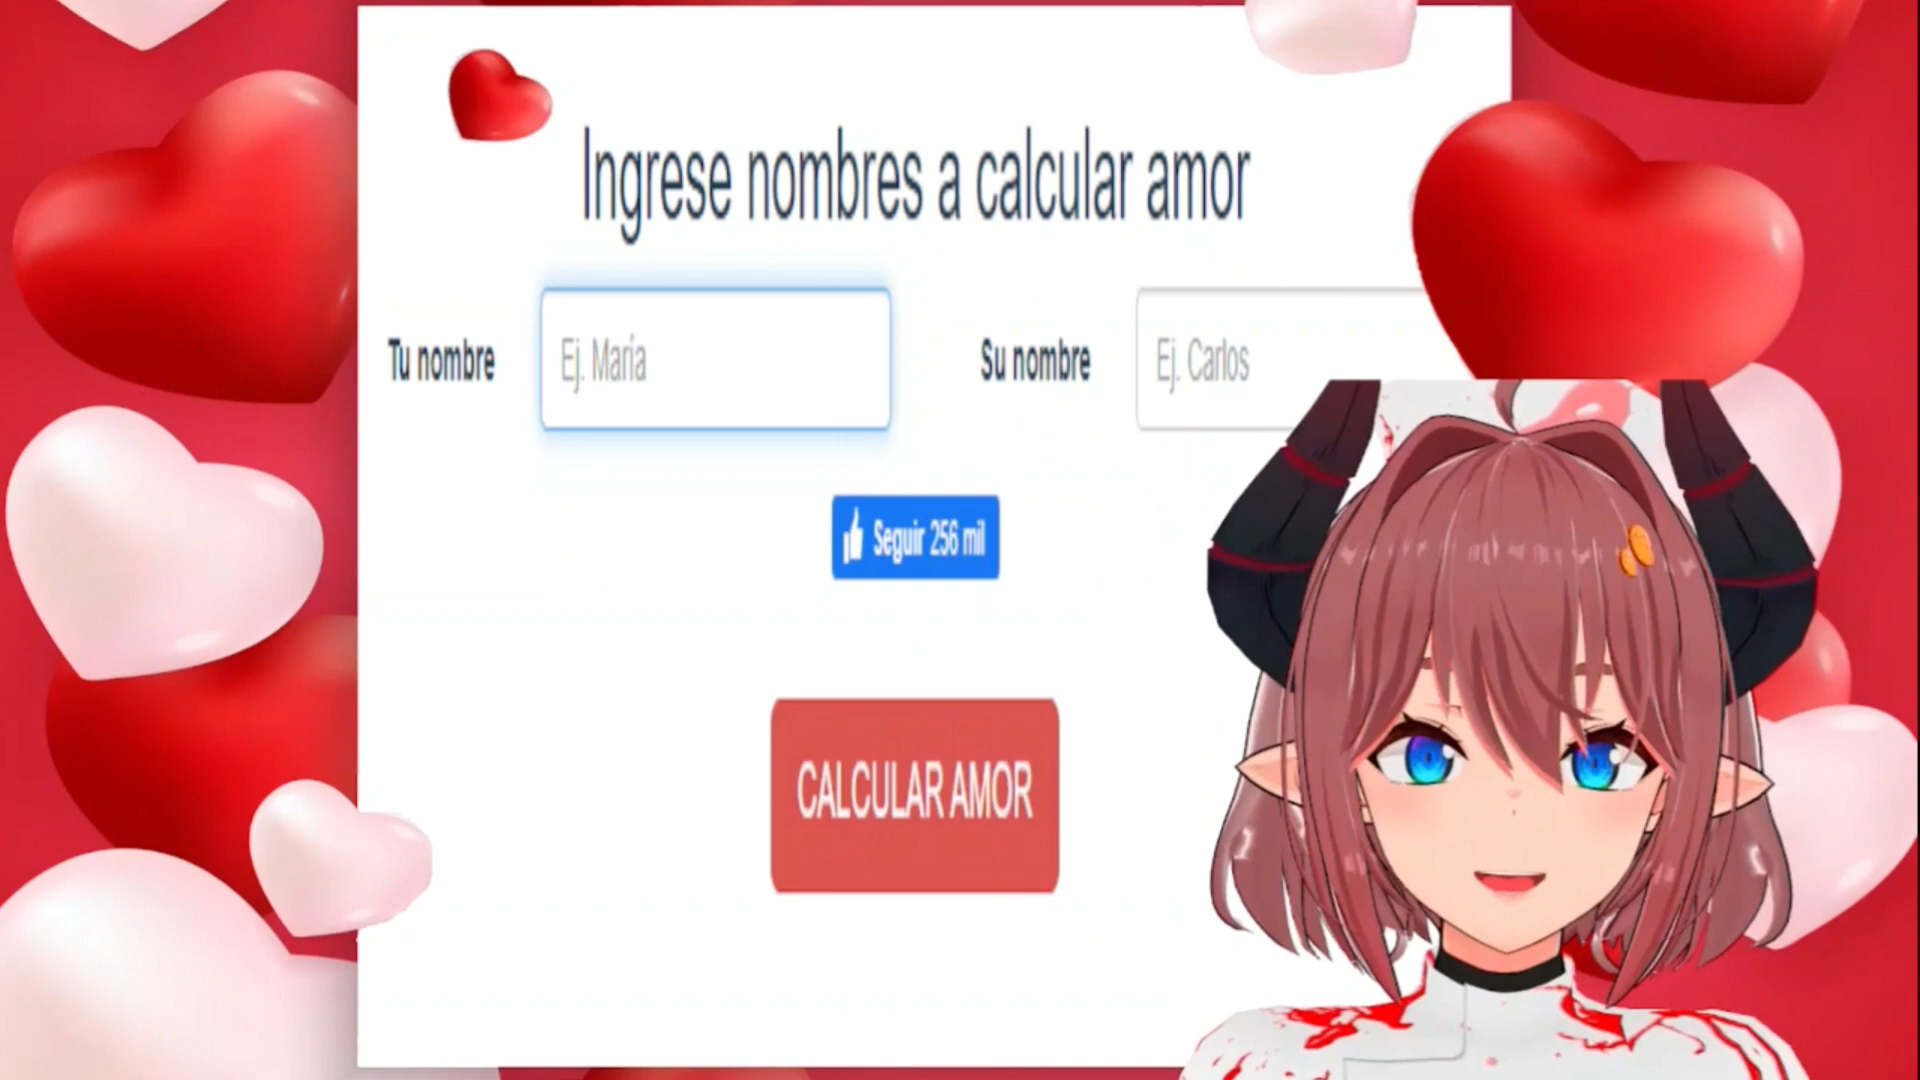 Ingrese nombres a calcular amor
Tu nombre
Ej. María
Su nombre
Ej. Carlos
Seguir 256 mil
CALCULAR AMOR